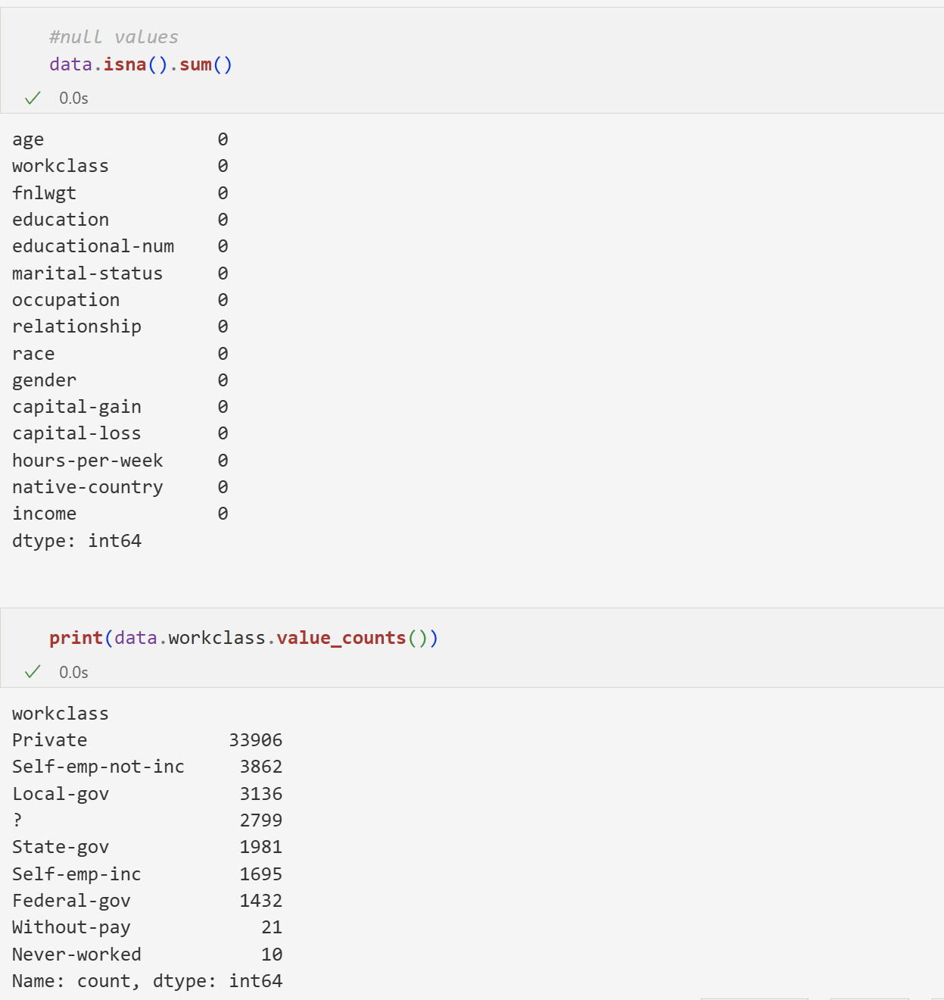 #null values
data.isna().sum()
0.0s
age 0
workclass 0
fnlwgt 0
education 0
educational-num 0
marital-status 0
occupation 0
relationship 0
race 0
gender 0
capital-gain 0
capital-loss 0
hours-per-week 0
native-country 0
income 0
dtype: int64
print(data.workclass.value_counts())
0.0s
workclass
Private 33906
Self-emp-not-inc 3862
Local-gov 3136
? 2799
State-gov 1981
Self-emp-inc 1695
Federal-gov 1432
Without-pay 21
Never-worked 10
Name: count, dtype: int64